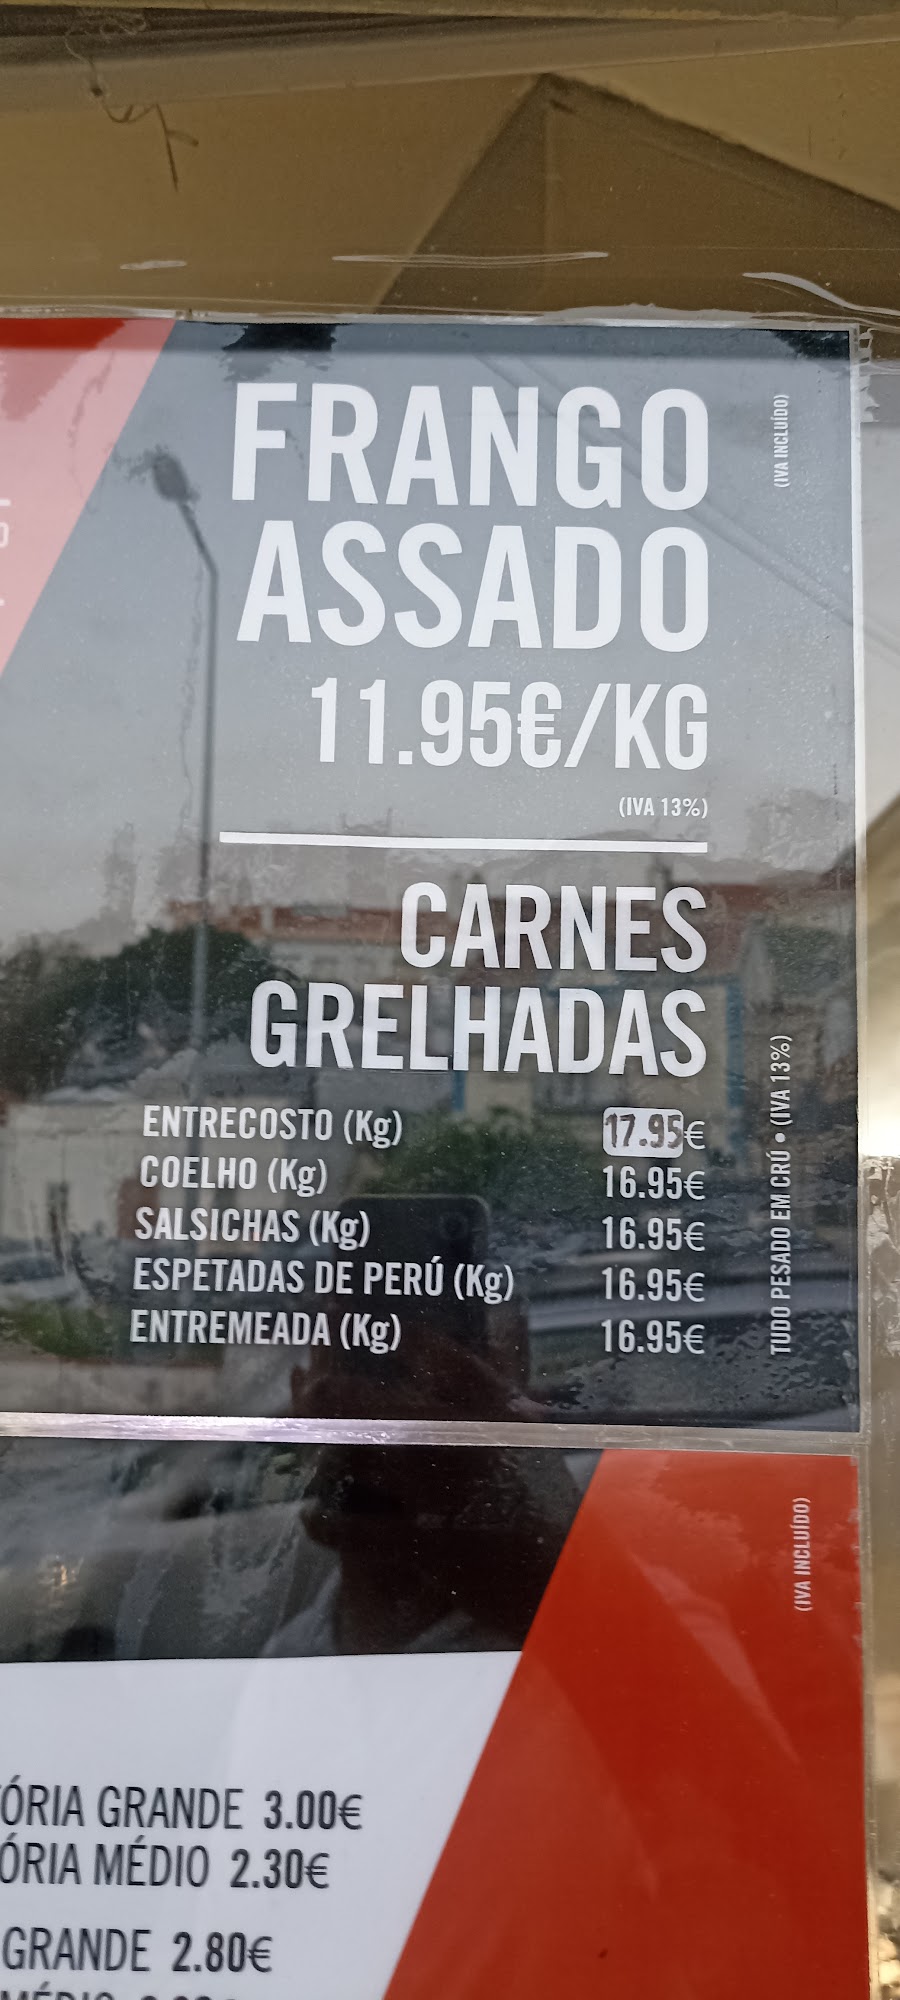 FRANGO
ASSADO
11.95€/KG
(IVA 13%)
(IVA INCLUÍDO)
CARNES
GRELHADAS
ENTRECOSTO (Kg) 17.95€
COELHO (Kg) 16.95€
SALSICHAS (Kg) 16.95€
ESPETADAS DE PERÚ (Kg) 16.95€
ENTREMEADA (Kg) 16.95€
TUDO PESADO EM CRÚ • (IVA 13%)
(IVA INCLUÍDO)
ÓRIA GRANDE 3.00€
ÓRIA MÉDIO 2.30€
GRANDE 2.80€
MÉDIO